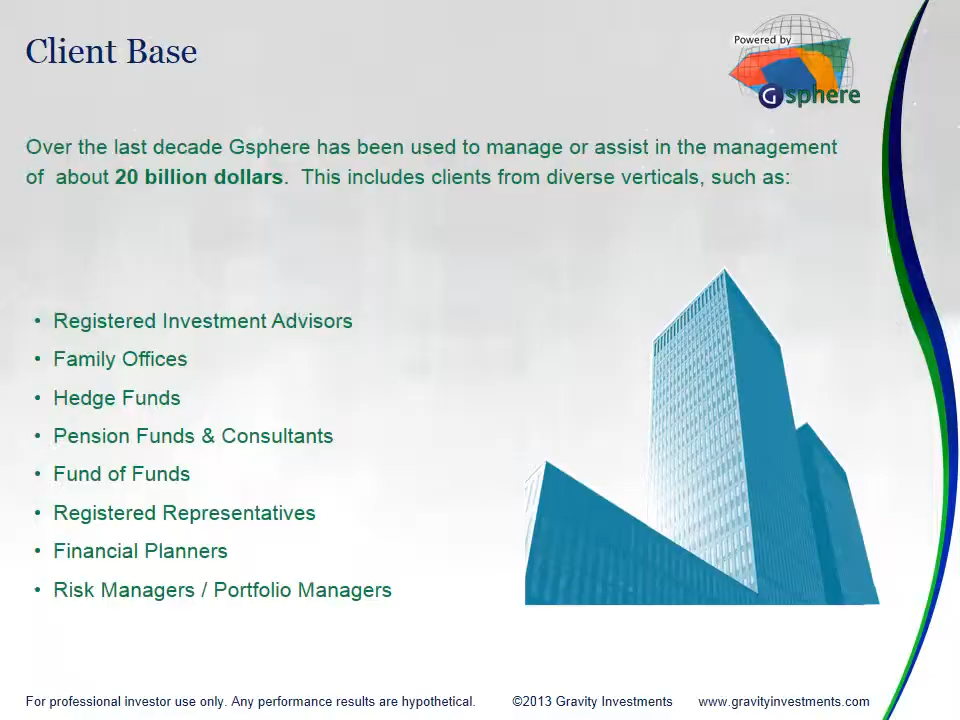 Client Base
Powered by
Gsphere
Over the last decade Gsphere has been used to manage or assist in the management
of about 20 billion dollars. This includes clients from diverse verticals, such as:
• Registered Investment Advisors
• Family Offices
• Hedge Funds
• Pension Funds & Consultants
• Fund of Funds
• Registered Representatives
• Financial Planners
• Risk Managers / Portfolio Managers
For professional investor use only. Any performance results are hypothetical. ©2013 Gravity Investments www.gravityinvestments.com